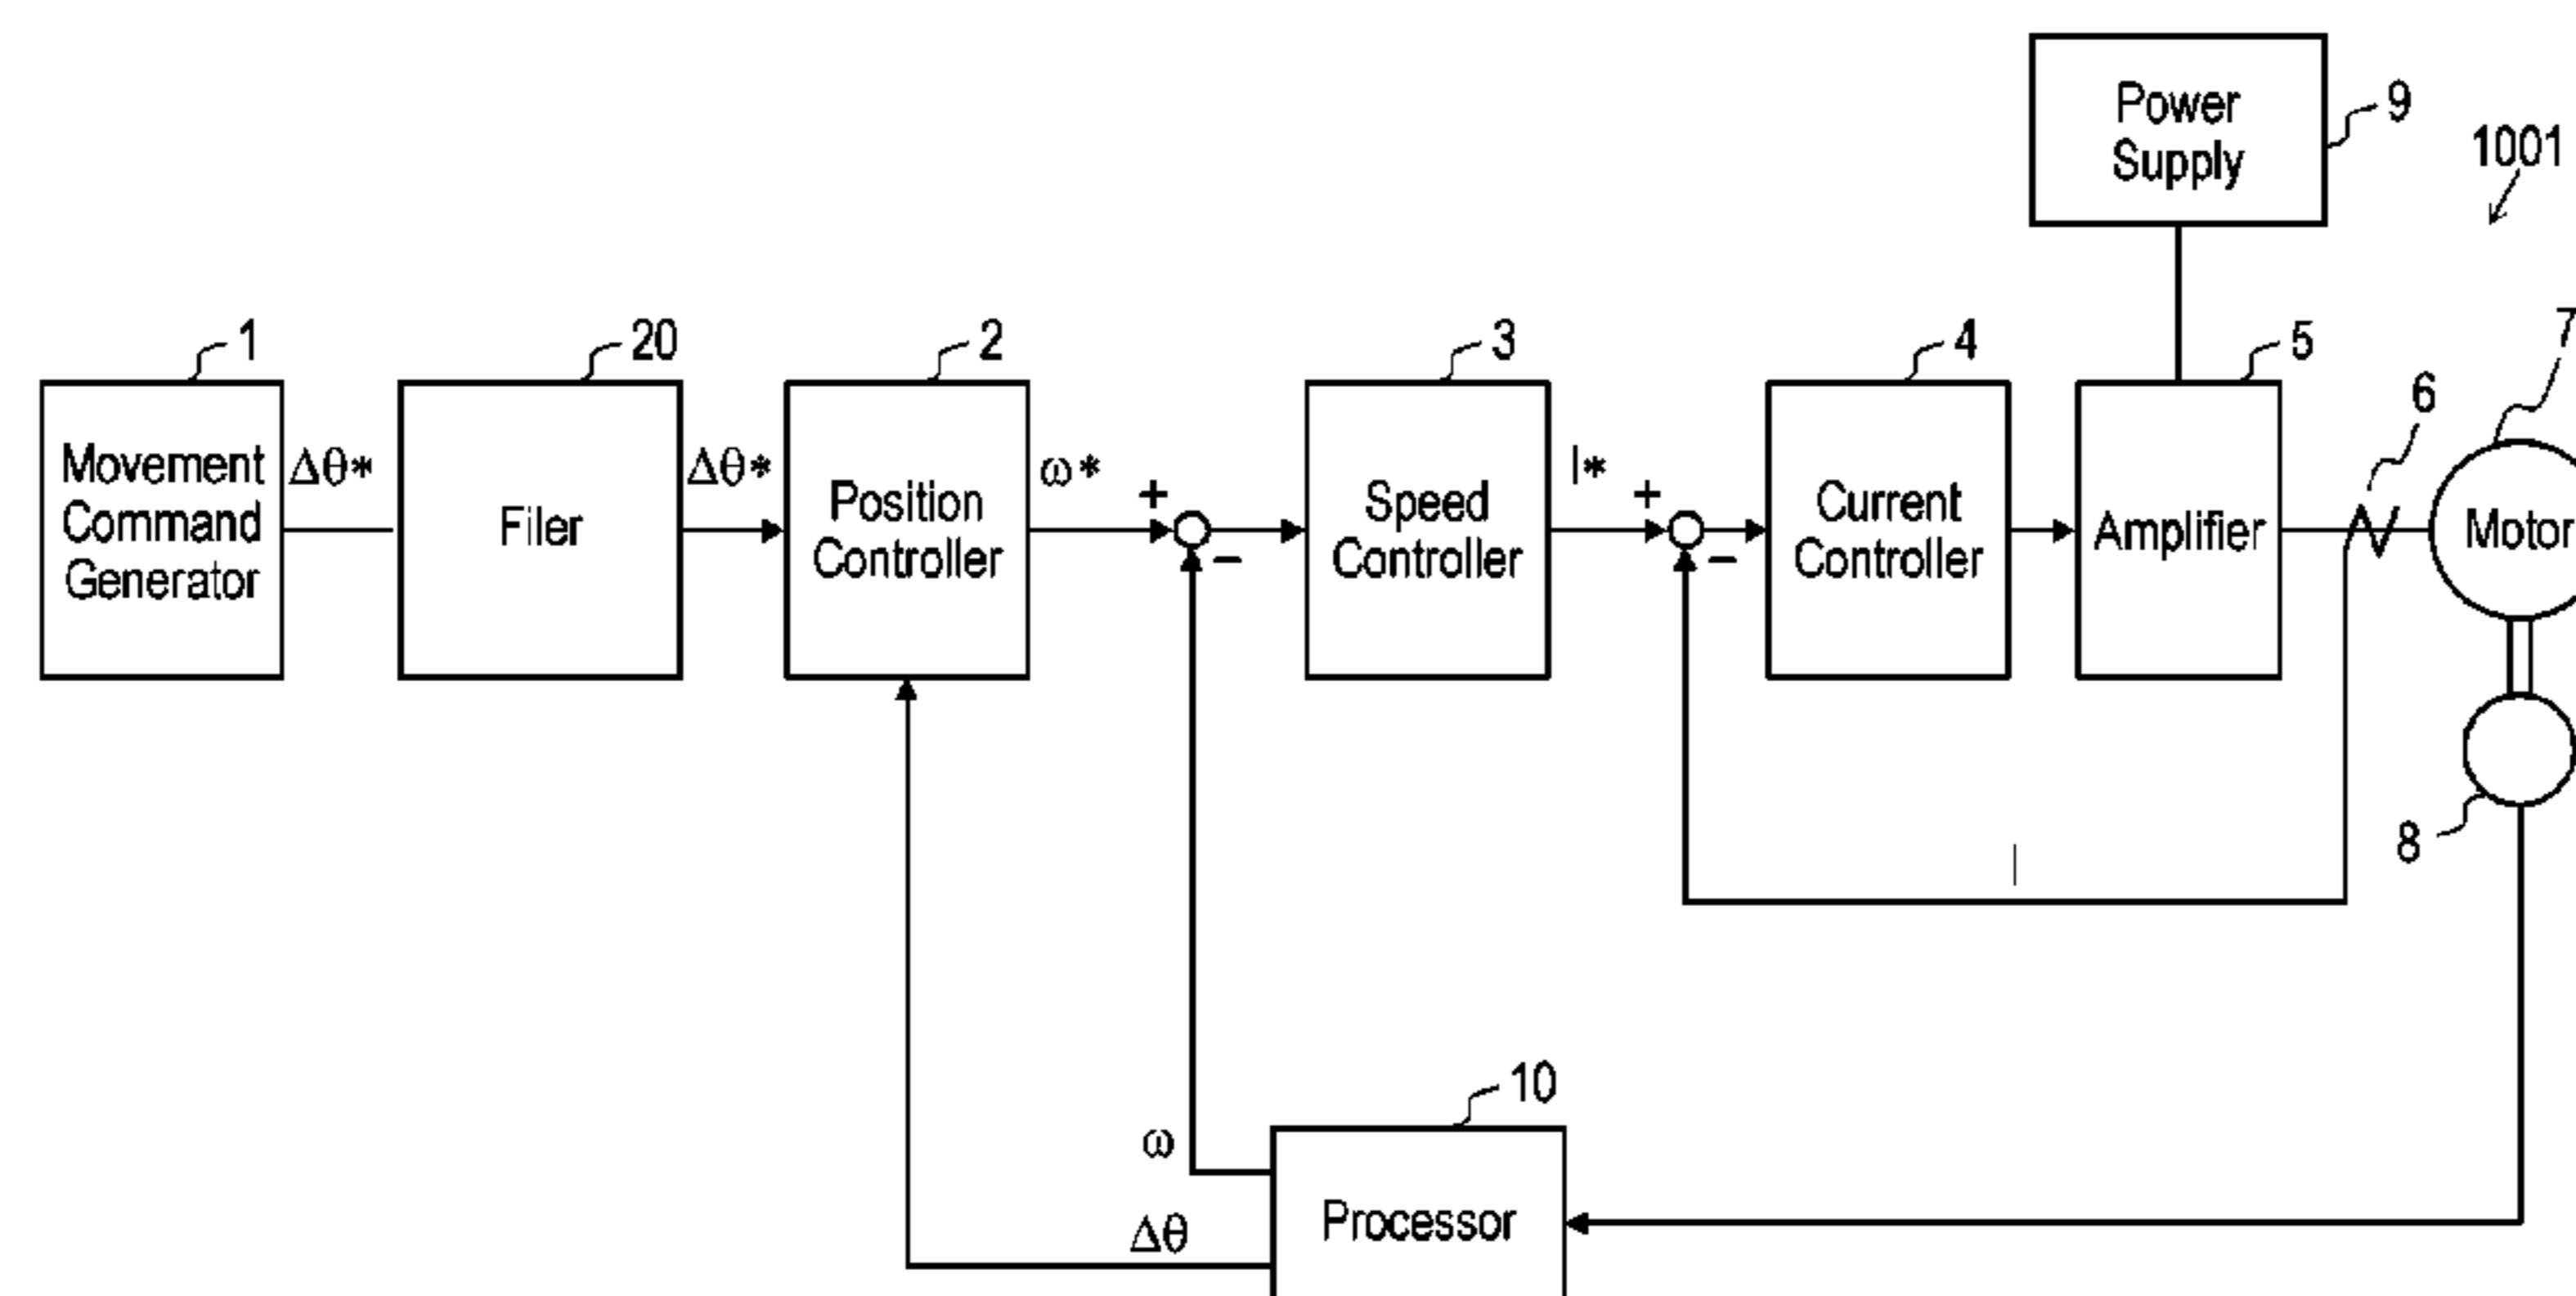 Power
Supply
9
1001
1
20
2
3
4
5
6
7
Movement
Command
Generator
Δθ*
Filer
Δθ*
Position
Controller
ω*
+
−
Speed
Controller
I*
+
−
Current
Controller
Amplifier
Motor
8
I
10
ω
Δθ
Processor